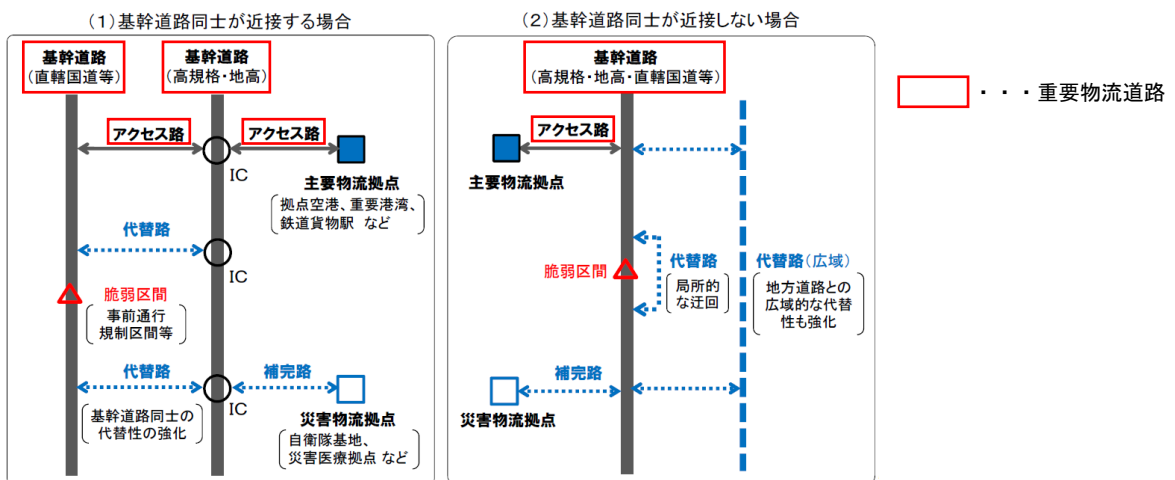 (1)基幹道路同士が近接する場合
基幹道路
(直轄国道等)
基幹道路
(高規格・地高)
アクセス路
アクセス路
IC
主要物流拠点
拠点空港、重要港湾、
鉄道貨物駅 など
代替路
IC
脆弱区間
事前通行
規制区間等
代替路
補完路
IC
基幹道路同士の
代替性の強化
災害物流拠点
自衛隊基地、
災害医療拠点 など
(2)基幹道路同士が近接しない場合
基幹道路
(高規格・地高・直轄国道等)
アクセス路
主要物流拠点
脆弱区間
代替路
局所的
な迂回
代替路(広域)
地方道路との
広域的な代替
性も強化
補完路
災害物流拠点
・・・重要物流道路